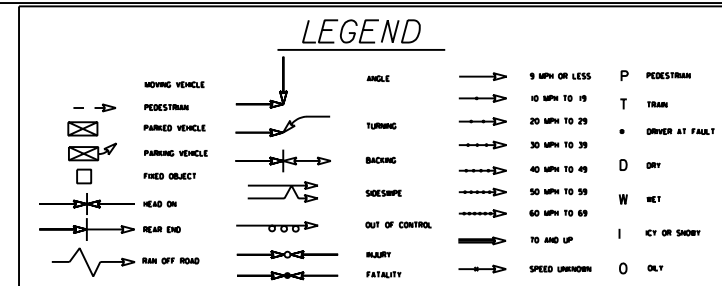 LEGEND
MOVING VEHICLE
PEDESTRIAN
PARKED VEHICLE
PARKING VEHICLE
FIXED OBJECT
HEAD ON
REAR END
RAN OFF ROAD
ANGLE
TURNING
BACKING
SIDESWIPE
OUT OF CONTROL
INJURY
FATALITY
9 MPH OR LESS
10 MPH TO 19
20 MPH TO 29
30 MPH TO 39
40 MPH TO 49
50 MPH TO 59
60 MPH TO 69
70 AND UP
SPEED UNKNOWN
P PEDESTRIAN
T TRAIN
DRIVER AT FAULT
D DRY
W WET
I ICY OR SNOWY
O OILY